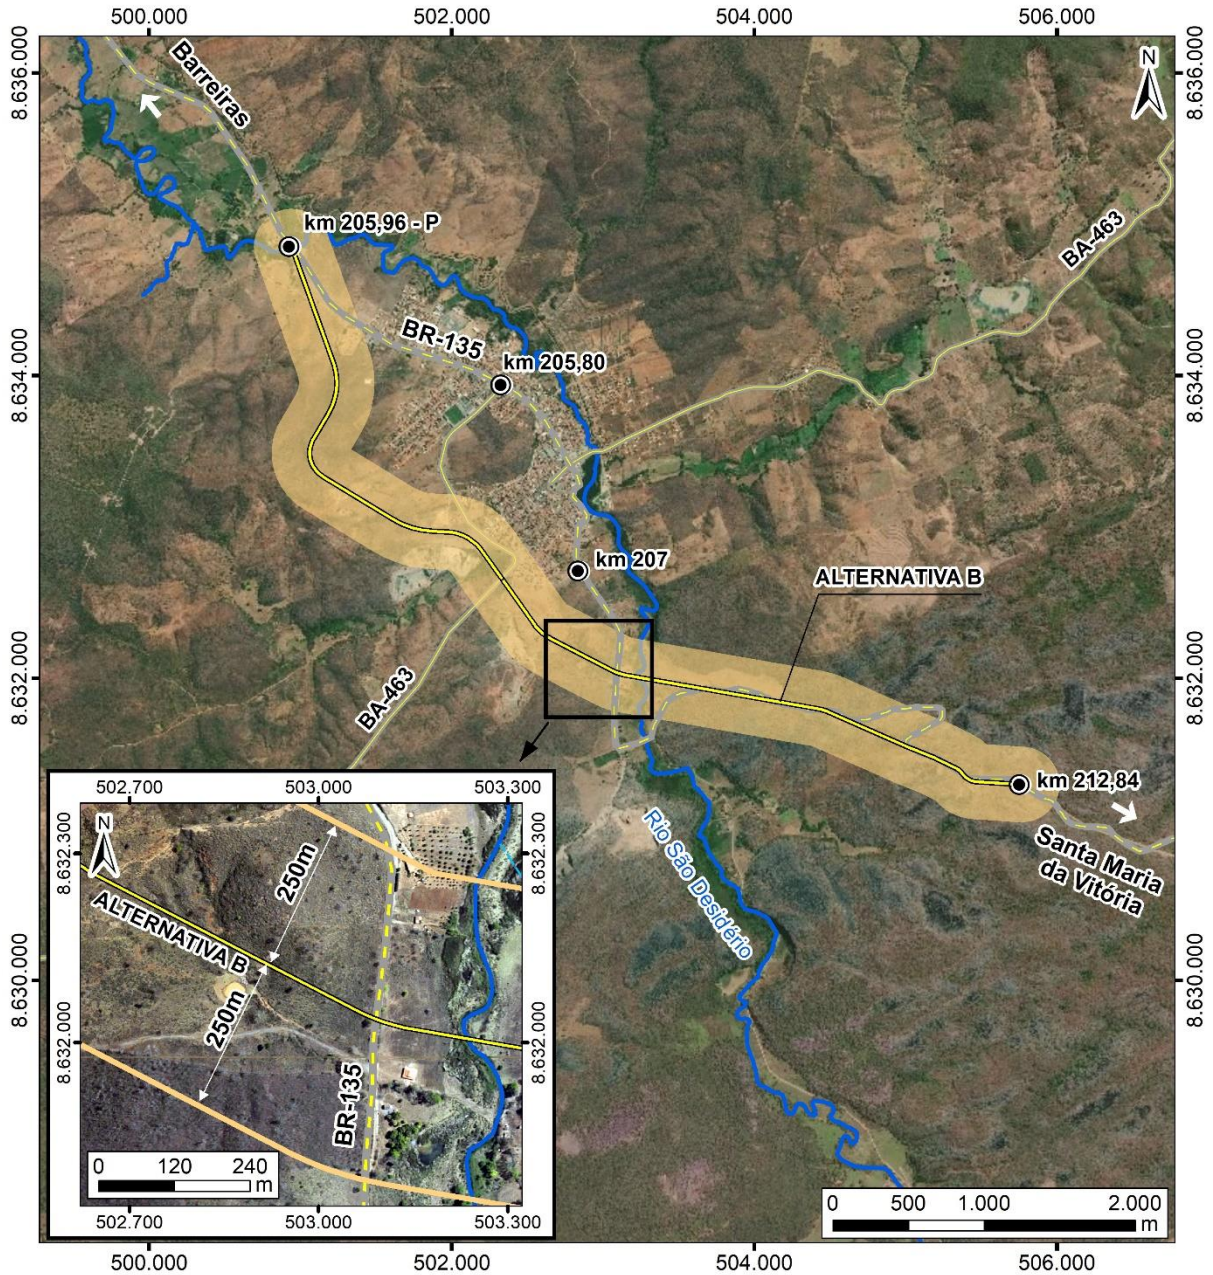 500.000
502.000
504.000
506.000
8.636.000
8.636.000
N
Barreiras
km 205,96 - P
BA-463
BR-135
km 205,80
8.634.000
8.634.000
km 207
ALTERNATIVA B
8.632.000
8.632.000
BA-463
km 212,84
Santa Maria
da Vitória
Rio São Desidério
8.630.000
8.630.000
502.700
503.000
503.300
N
8.632.300
8.632.300
250m
ALTERNATIVA B
250m
8.632.000
8.632.000
BR-135
0
120
240
m
502.700
503.000
503.300
0
500
1.000
2.000
m
500.000
502.000
504.000
506.000